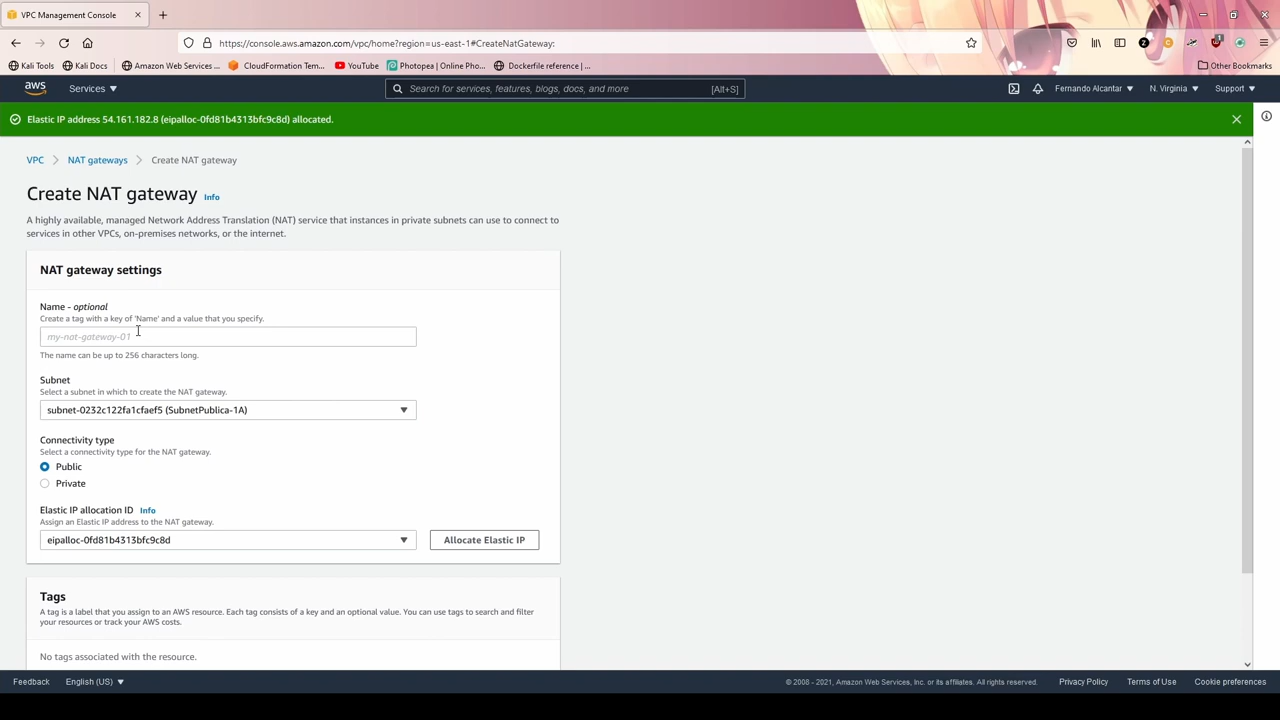 VPC Management Console
https://console.aws.amazon.com/vpc/home?region=us-east-1#CreateNatGateway:
Kali Tools
Kali Docs
Amazon Web Services ...
CloudFormation Tem...
YouTube
Photopea | Online Pho...
Dockerfile reference | ...
Other Bookmarks
aws
Services
Search for services, features, blogs, docs, and more
[Alt+S]
Fernando Alcantar
N. Virginia
Support
Elastic IP address 54.161.182.8 (eipalloc-0fd81b4313bfc9c8d) allocated.
VPC
NAT gateways
Create NAT gateway
Create NAT gateway Info
A highly available, managed Network Address Translation (NAT) service that instances in private subnets can use to connect to
services in other VPCs, on-premises networks, or the internet.
NAT gateway settings
Name - optional
Create a tag with a key of 'Name' and a value that you specify.
my-nat-gateway-01
The name can be up to 256 characters long.
Subnet
Select a subnet in which to create the NAT gateway.
subnet-0232c122fa1cfaef5 (SubnetPublica-1A)
Connectivity type
Select a connectivity type for the NAT gateway.
Public
Private
Elastic IP allocation ID Info
Assign an Elastic IP address to the NAT gateway.
eipalloc-0fd81b4313bfc9c8d
Allocate Elastic IP
Tags
A tag is a label that you assign to an AWS resource. Each tag consists of a key and an optional value. You can use tags to search and filter
your resources or track your AWS costs.
No tags associated with the resource.
Feedback
English (US)
© 2008 - 2021, Amazon Web Services, Inc. or its affiliates. All rights reserved.
Privacy Policy
Terms of Use
Cookie preferences